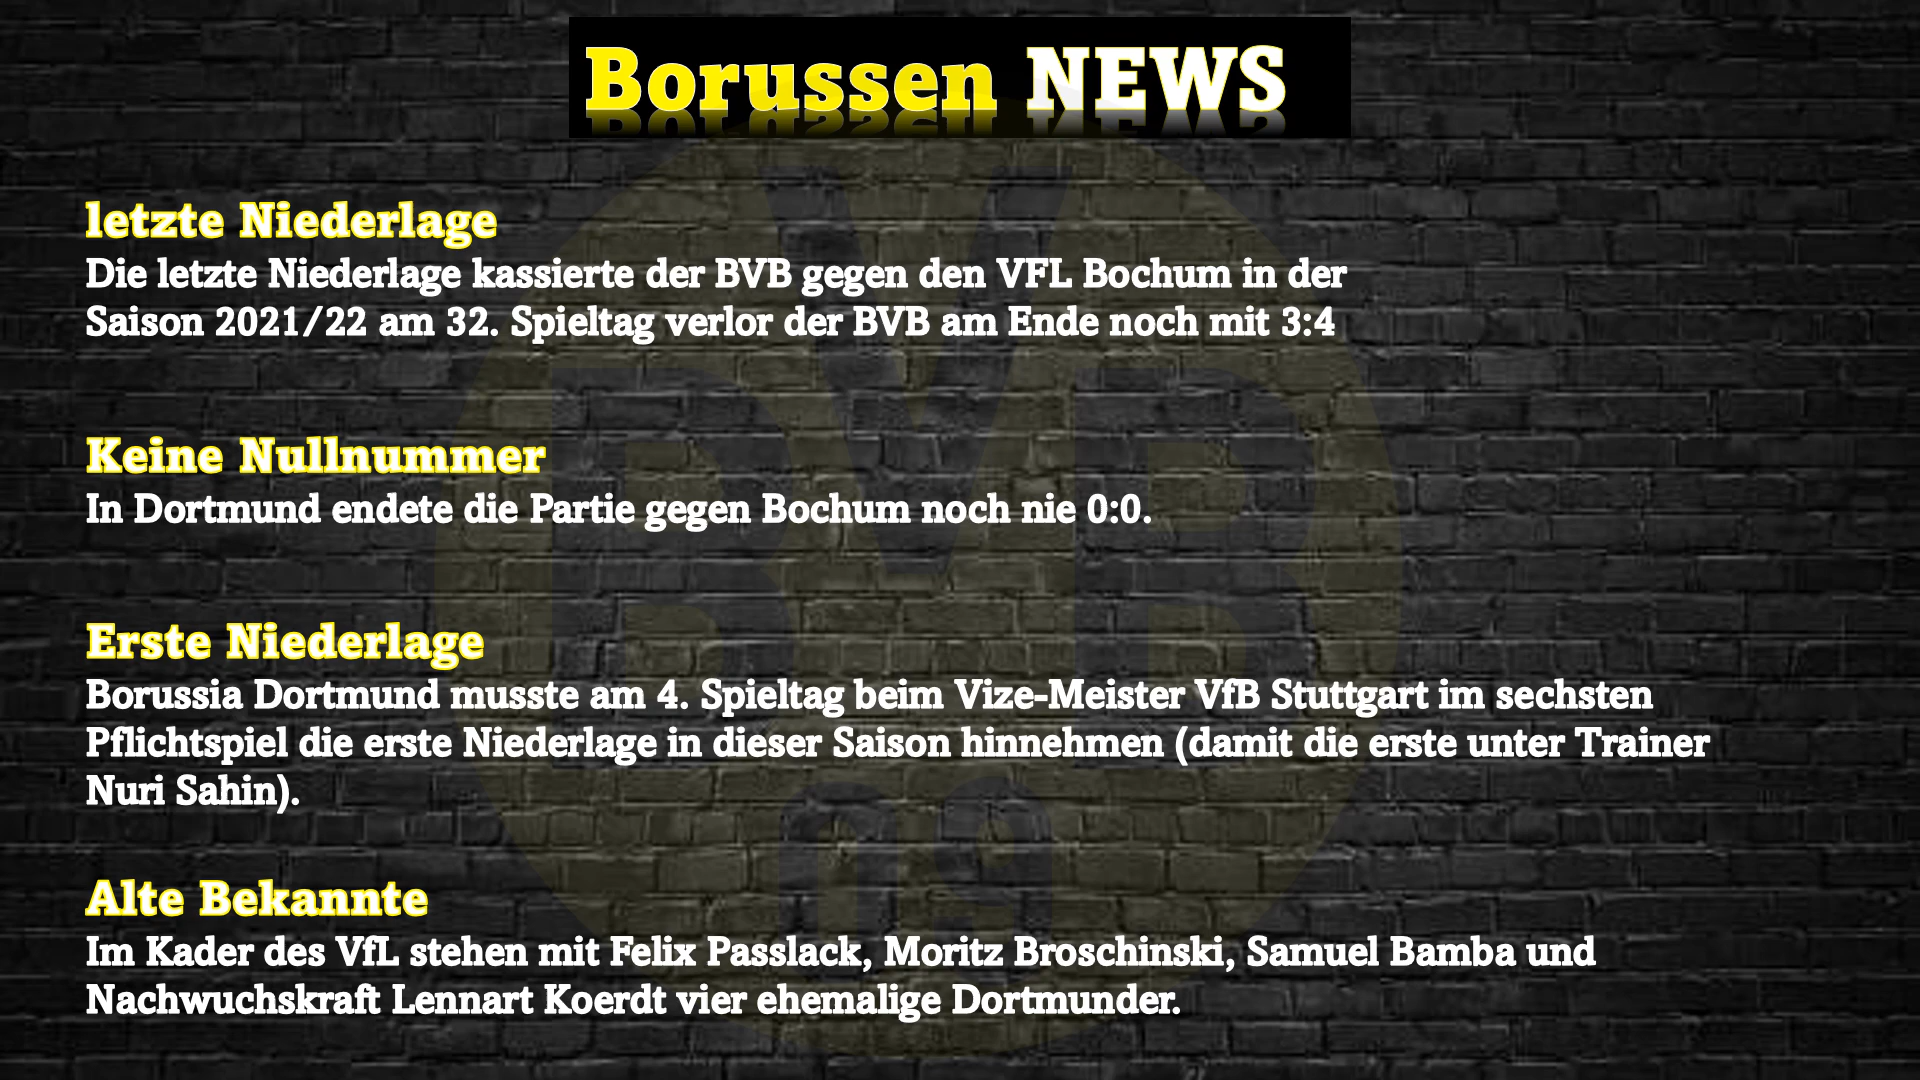 Borussen NEWS
letzte Niederlage
Die letzte Niederlage kassierte der BVB gegen den VFL Bochum in der
Saison 2021/22 am 32. Spieltag verlor der BVB am Ende noch mit 3:4
Keine Nullnummer
In Dortmund endete die Partie gegen Bochum noch nie 0:0.
Erste Niederlage
Borussia Dortmund musste am 4. Spieltag beim Vize-Meister VfB Stuttgart im sechsten
Pflichtspiel die erste Niederlage in dieser Saison hinnehmen (damit die erste unter Trainer
Nuri Sahin).
Alte Bekannte
Im Kader des VfL stehen mit Felix Passlack, Moritz Broschinski, Samuel Bamba und
Nachwuchskraft Lennart Koerdt vier ehemalige Dortmunder.
BVB
09